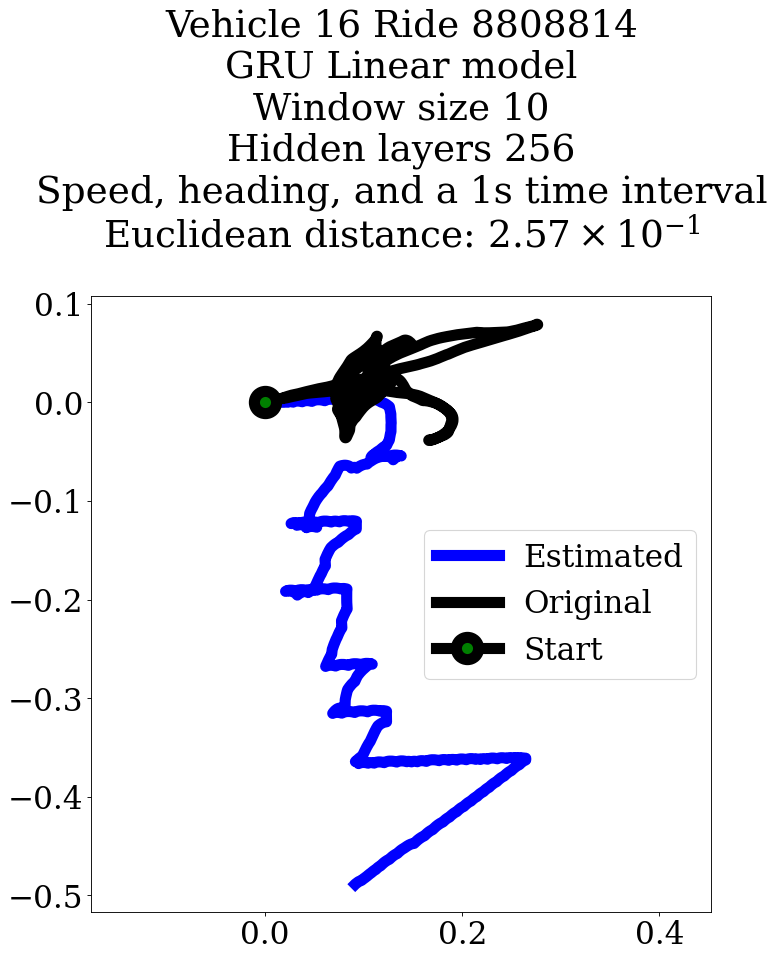 Vehicle 16 Ride 8808814
GRU Linear model
Window size 10
Hidden layers 256
Speed, heading, and a 1s time interval
Euclidean distance: 2.57 × 10⁻¹
0.1
0.0
−0.1
−0.2
−0.3
−0.4
−0.5
Estimated
Original
Start
0.0 0.2 0.4